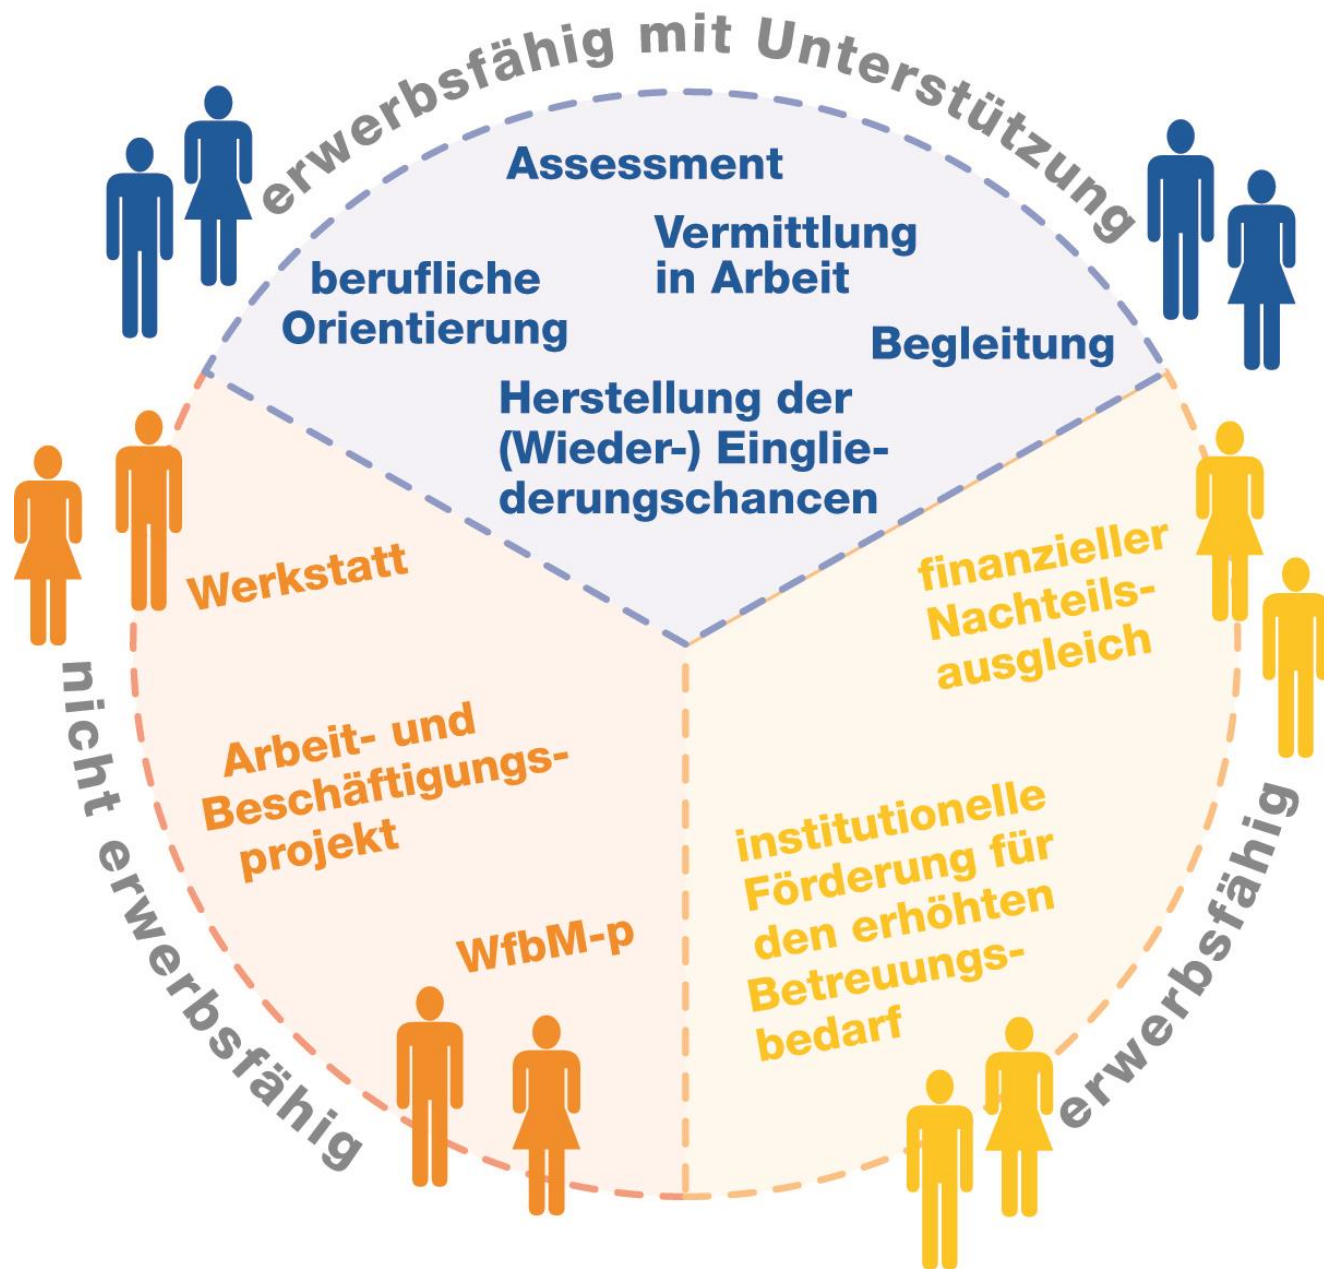 erwerbsfähig mit Unterstützung
Assessment
Vermittlung
in Arbeit
berufliche
Orientierung
Begleitung
Herstellung der
(Wieder-) Einglie-
derungschancen
Werkstatt
Arbeit- und
Beschäftigungs-
projekt
WfbM-p
nicht erwerbsfähig
finanzieller
Nachteils-
ausgleich
institutionelle
Förderung für
den erhöhten
Betreuungs-
bedarf
erwerbsfähig